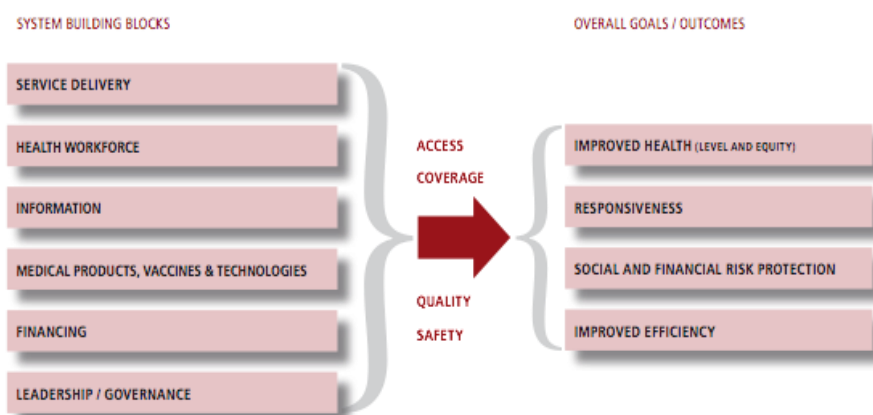 SYSTEM BUILDING BLOCKS
SERVICE DELIVERY
HEALTH WORKFORCE
INFORMATION
MEDICAL PRODUCTS, VACCINES & TECHNOLOGIES
FINANCING
LEADERSHIP / GOVERNANCE
ACCESS
COVERAGE
QUALITY
SAFETY
OVERALL GOALS / OUTCOMES
IMPROVED HEALTH (LEVEL AND EQUITY)
RESPONSIVENESS
SOCIAL AND FINANCIAL RISK PROTECTION
IMPROVED EFFICIENCY